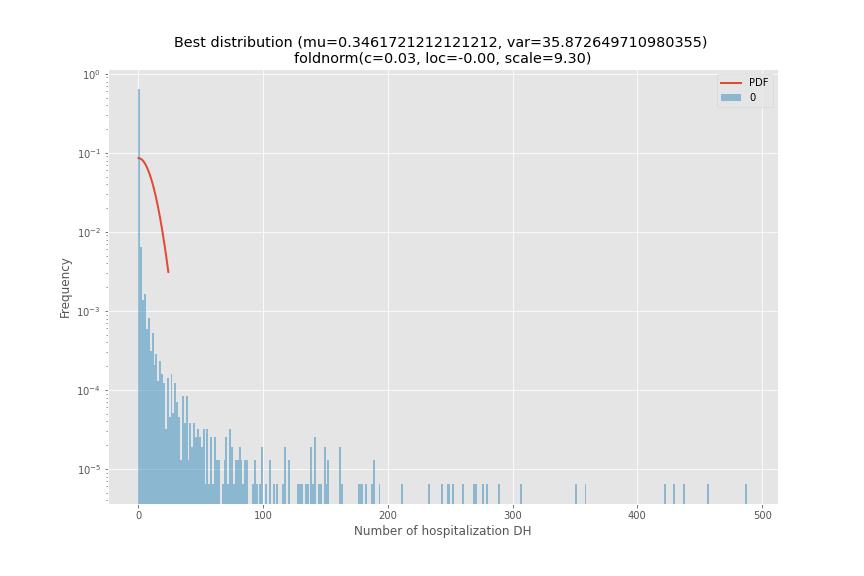 Best distribution (mu=0.3461721212121212, var=35.872649710980355)
foldnorm(c=0.03, loc=-0.00, scale=9.30)
PDF
0
10⁰
10⁻¹
10⁻²
10⁻³
10⁻⁴
10⁻⁵
Frequency
0 100 200 300 400 500
Number of hospitalization DH